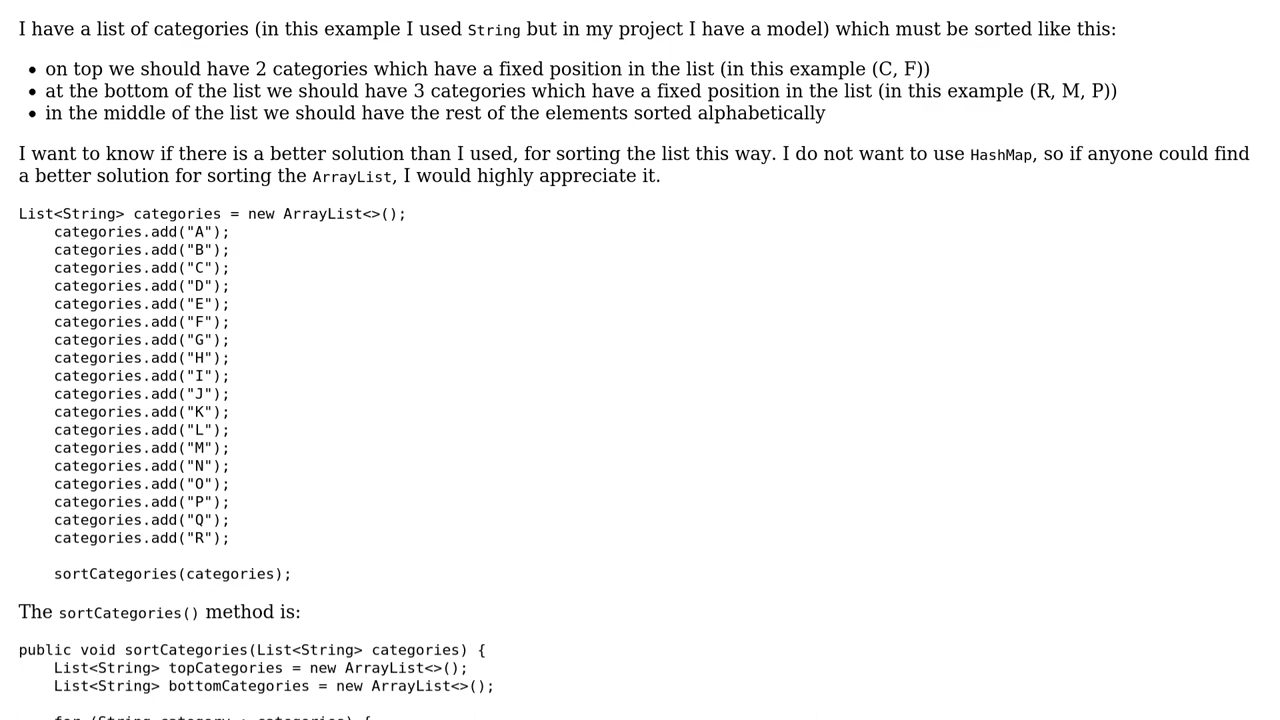 I have a list of categories (in this example I used String but in my project I have a model) which must be sorted like this:
• on top we should have 2 categories which have a fixed position in the list (in this example (C, F))
• at the bottom of the list we should have 3 categories which have a fixed position in the list (in this example (R, M, P))
• in the middle of the list we should have the rest of the elements sorted alphabetically
I want to know if there is a better solution than I used, for sorting the list this way. I do not want to use HashMap, so if anyone could find
a better solution for sorting the ArrayList, I would highly appreciate it.
List<String> categories = new ArrayList<>();
    categories.add("A");
    categories.add("B");
    categories.add("C");
    categories.add("D");
    categories.add("E");
    categories.add("F");
    categories.add("G");
    categories.add("H");
    categories.add("I");
    categories.add("J");
    categories.add("K");
    categories.add("L");
    categories.add("M");
    categories.add("N");
    categories.add("O");
    categories.add("P");
    categories.add("Q");
    categories.add("R");
    sortCategories(categories);
The sortCategories() method is:
public void sortCategories(List<String> categories) {
    List<String> topCategories = new ArrayList<>();
    List<String> bottomCategories = new ArrayList<>();
    for (String category : categories) {